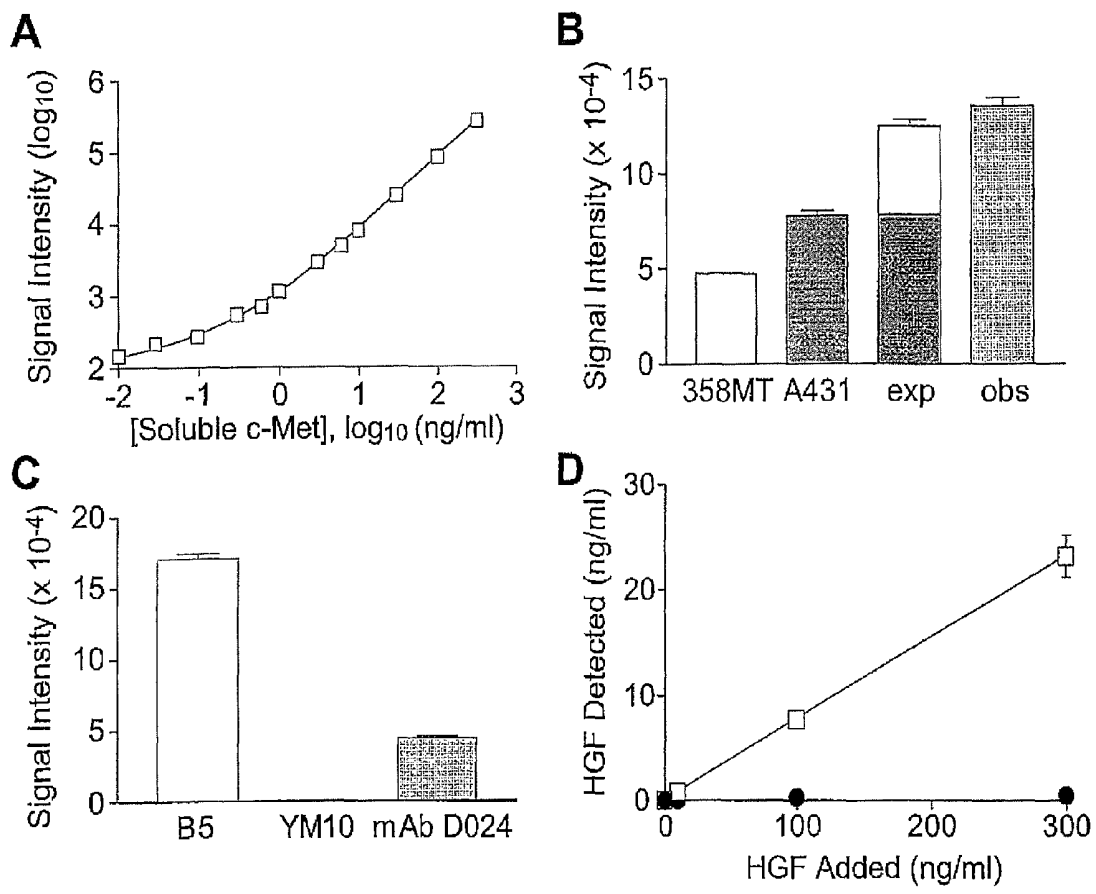 A
Signal Intensity (log10)
6
5
4
3
2
-2 -1 0 1 2 3
[Soluble c-Met], log10 (ng/ml)
B
Signal Intensity (x 10-4)
15
10
5
0
358MT A431 exp obs
C
Signal Intensity (x 10-4)
20
15
10
5
0
B5 YM10 mAb D024
D
HGF Detected (ng/ml)
30
20
10
0
0 100 200 300
HGF Added (ng/ml)